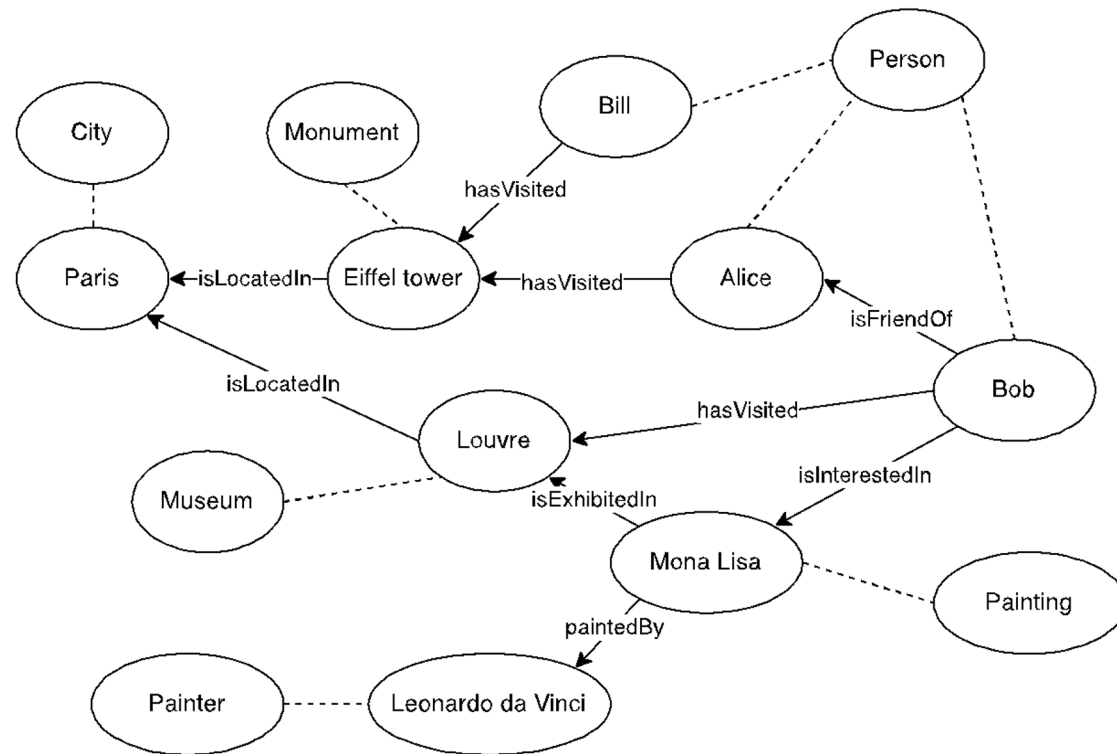 Person
Bill
City
Monument
hasVisited
Paris
isLocatedIn
Eiffel tower
hasVisited
Alice
isFriendOf
isLocatedIn
Bob
hasVisited
Louvre
isInterestedIn
Museum
isExhibitedIn
Mona Lisa
Painting
paintedBy
Painter
Leonardo da Vinci